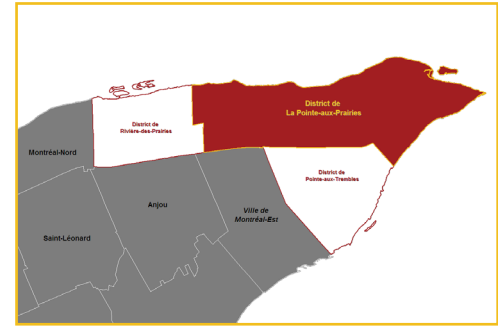 District de
La Pointe-aux-Prairies
District de
Rivière-des-Prairies
Montréal-Nord
District de
Pointe-aux-Trembles
Anjou
Ville de
Montréal-Est
Saint-Léonard